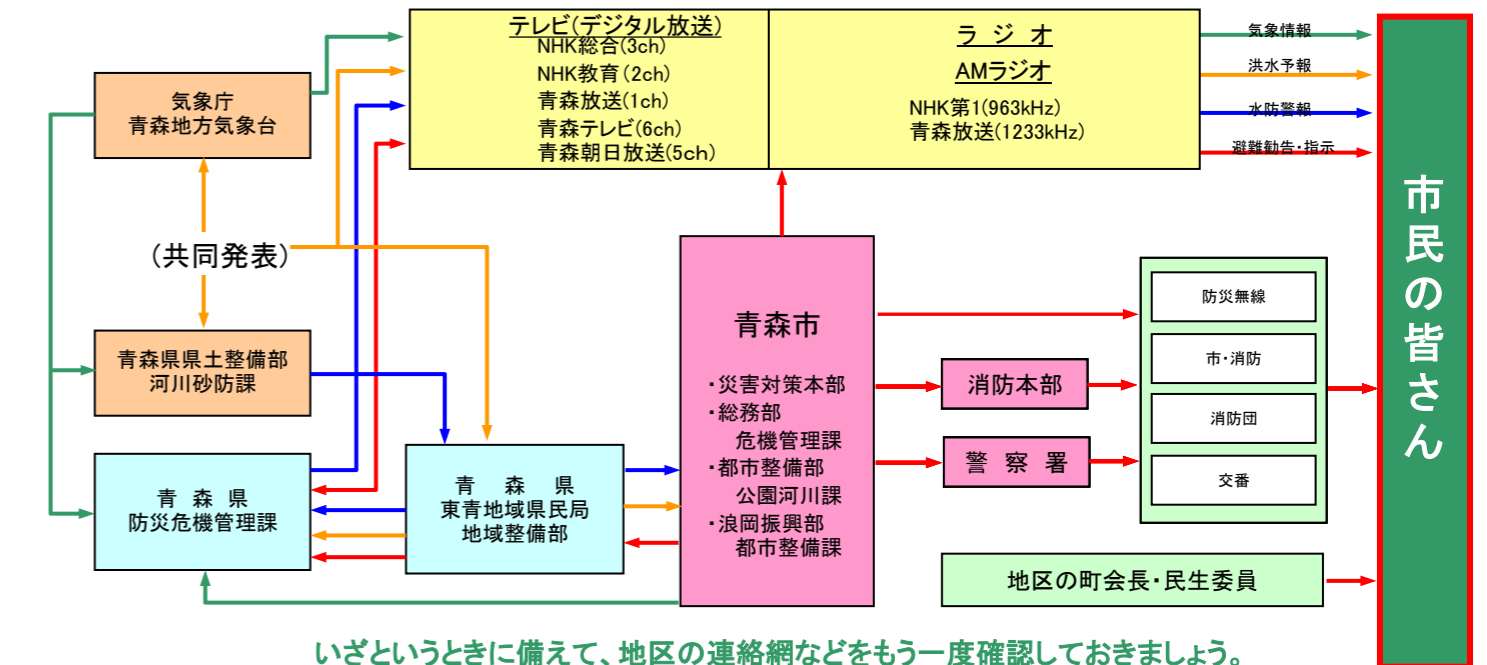 テレビ(デジタル放送)
NHK総合(3ch)
NHK教育(2ch)
青森放送(1ch)
青森テレビ(6ch)
青森朝日放送(5ch)
ラ ジ オ
AMラジオ
NHK第1(963kHz)
青森放送(1233kHz)
気象情報
洪水予報
水防警報
避難勧告・指示
市民の皆さん
気象庁
青森地方気象台
(共同発表)
青森県県土整備部
河川砂防課
青 森 県
防災危機管理課
青 森 県
東青地域県民局
地域整備部
青森市
・災害対策本部
・総務部
危機管理課
・都市整備部
公園河川課
・浪岡振興部
都市整備課
消防本部
警 察 署
防災無線
市・消防
消防団
交番
地区の町会長・民生委員
いざというときに備えて、地区の連絡網などをもう一度確認しておきましょう。